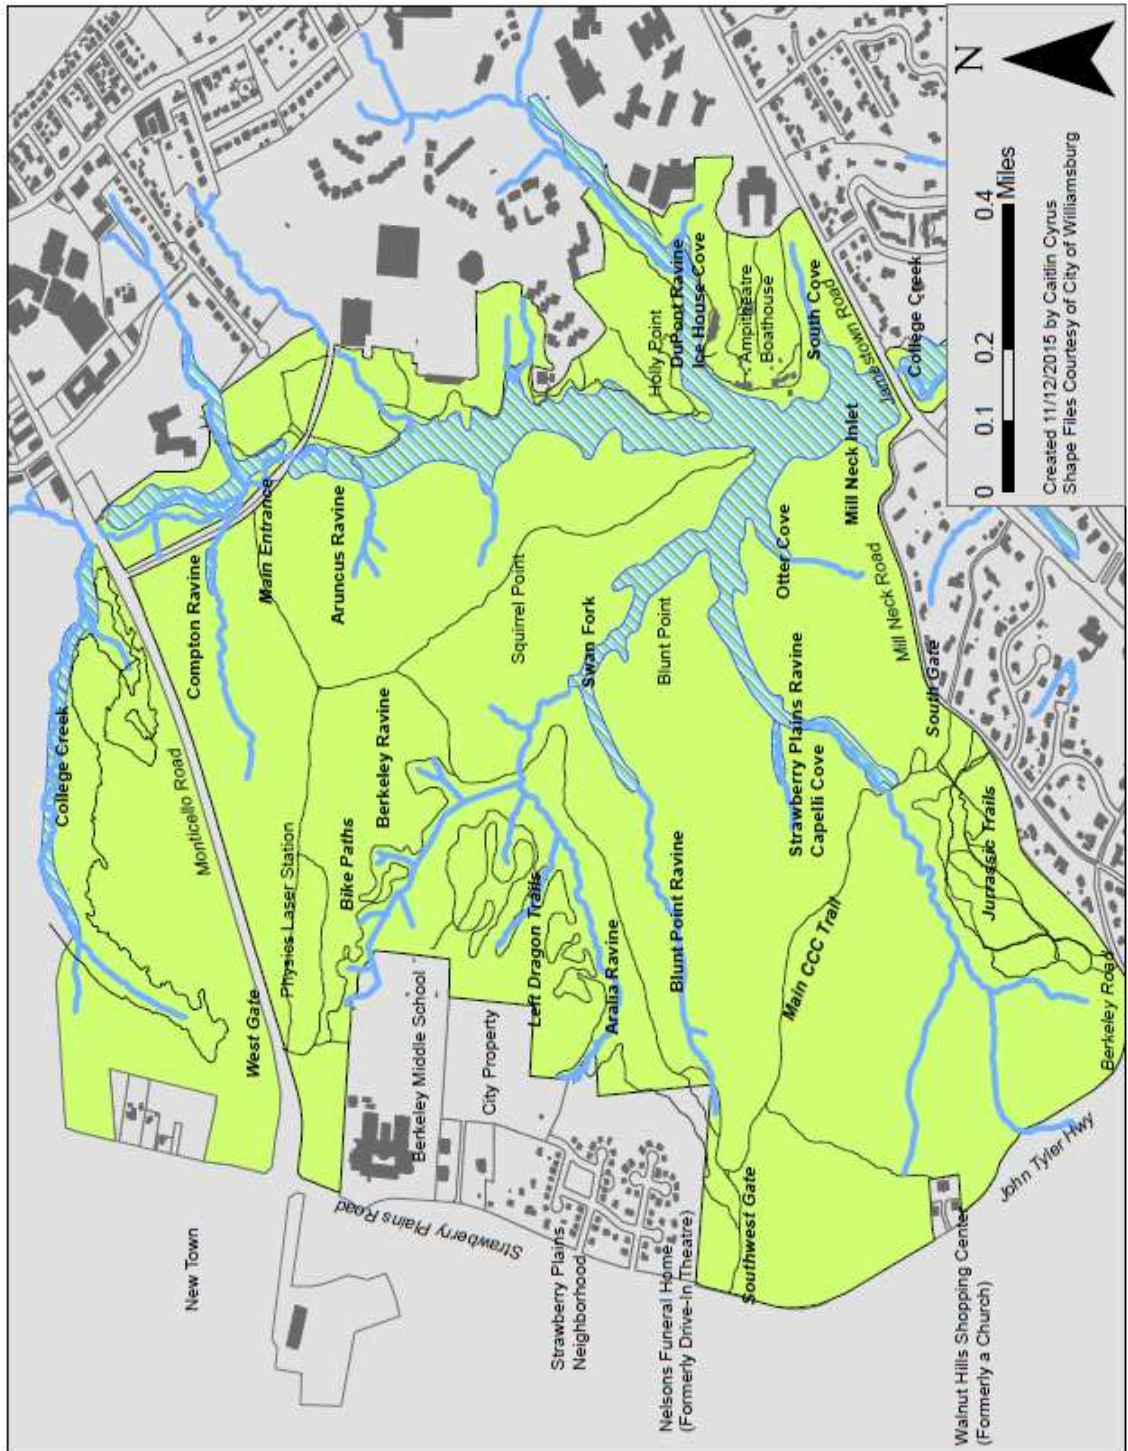 College Creek
New Town
Compton Ravine
Monticello Road
West Gate
Main Entrance
Physics Laser Station
Aruncus Ravine
Bike Paths
Berkeley Ravine
Berkeley Middle School
Strawberry Plains Road
City Property
Squirrel Point
Left Dragon Trails
Strawberry Plains
Neighborhood
Swan Fork
Aralia Ravine
Holly Point
Blunt Point
Nelsons Funeral Home
(Formerly Drive-In Theatre)
Blunt Point Ravine
DuPont Ravine
Ice House Cove
Southwest Gate
Ampitheatre
Boathouse
Otter Cove
Strawberry Plains Ravine
Capelli Cove
South Cove
Main CCC Trail
Mill Neck Inlet
Jamestown Road
Mill Neck Road
College Creek
South Gate
Jurrassic Trails
Walnut Hills Shopping Center
(Formerly a Church)
John Tyler Hwy
Berkeley Road
N
0 0.1 0.2 0.4
Miles
Created 11/12/2015 by Caitlin Cyrus
Shape Files Courtesy of City of Williamsburg